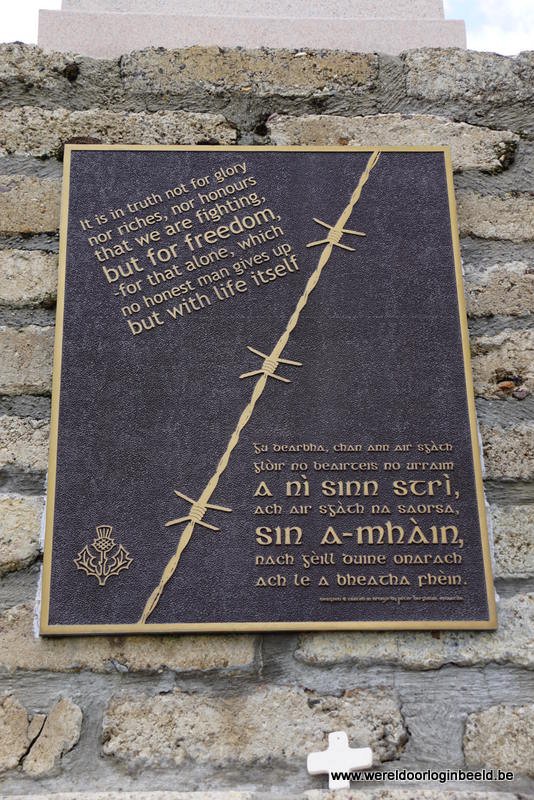 It is in truth not for glory
nor riches, nor honours
that we are fighting,
but for freedom,
-for that alone, which
no honest man gives up
but with life itself
gu dearbha, chan ann air sgàth
glòir no beairteis no urraim
a nì sinn strì,
ach air sgàth na saorsa,
sin a-mhàin,
nach gèill duine onarach
ach le a bheatha fhèin.
www.wereldoorloginbeeld.be